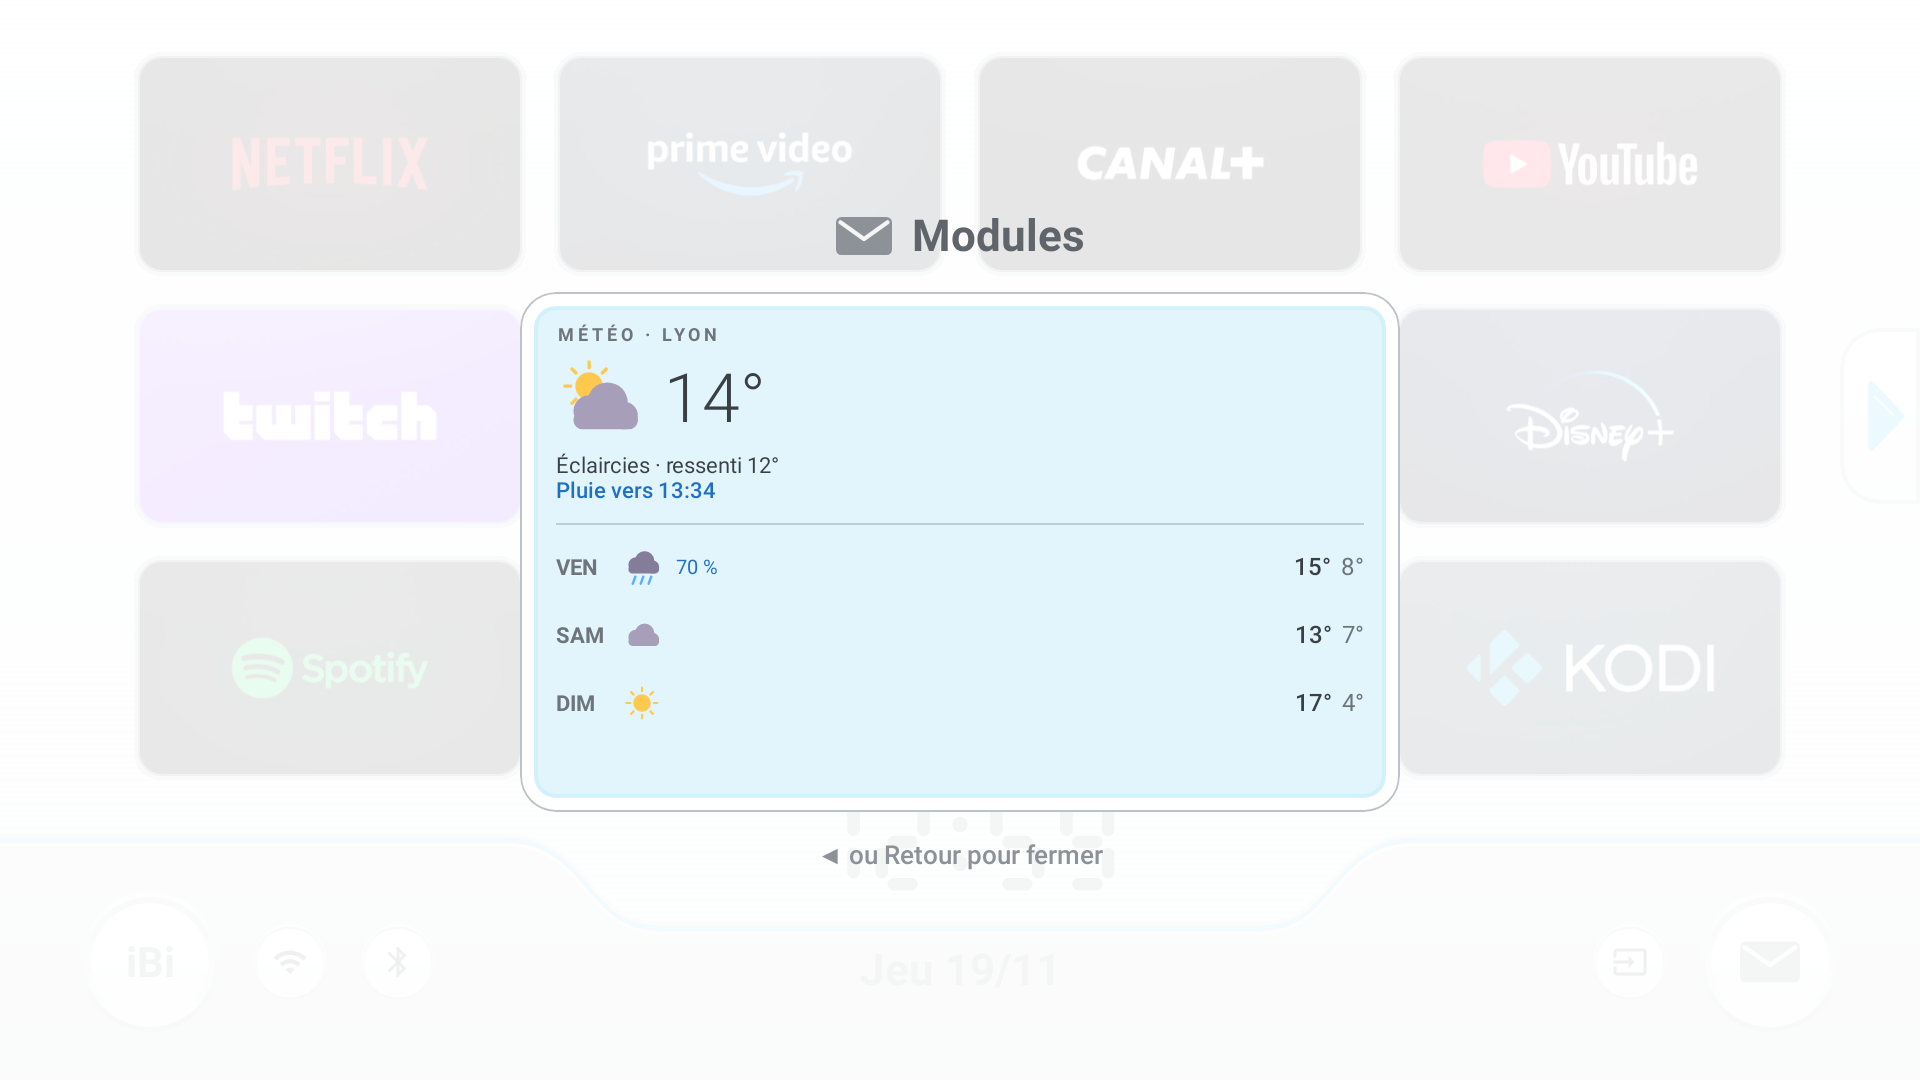 NETFLIX
prime video
CANAL+
YouTube
Modules
twitch
MÉTÉO · LYON
14°
Éclaircies · ressenti 12°
Pluie vers 13:34
VEN 70 % 15° 8°
SAM 13° 7°
DIM 17° 4°
Disney+
Spotify
KODI
◄ ou Retour pour fermer
iBi
Jeu 19/11